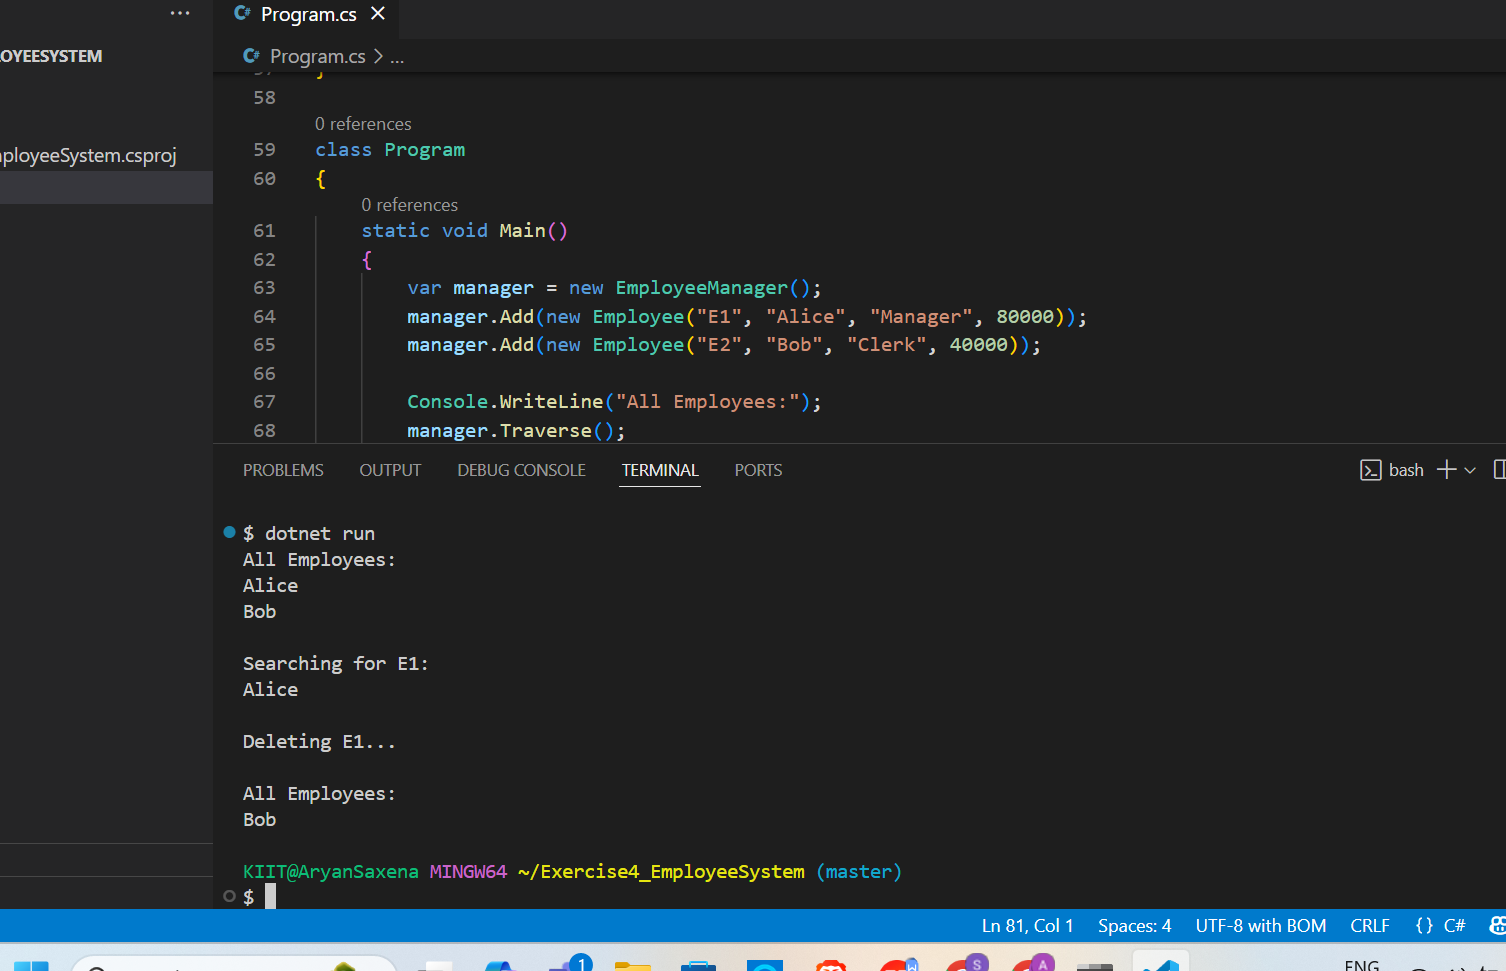 OYEESYSTEM
mployeeSystem.csproj
Program.cs
Program.cs > ...
57 }
58
0 references
59 class Program
60 {
0 references
61 static void Main()
62 {
63 var manager = new EmployeeManager();
64 manager.Add(new Employee("E1", "Alice", "Manager", 80000));
65 manager.Add(new Employee("E2", "Bob", "Clerk", 40000));
66
67 Console.WriteLine("All Employees:");
68 manager.Traverse();
PROBLEMS OUTPUT DEBUG CONSOLE TERMINAL PORTS bash
$ dotnet run
All Employees:
Alice
Bob
Searching for E1:
Alice
Deleting E1...
All Employees:
Bob
KIIT@AryanSaxena MINGW64 ~/Exercise4_EmployeeSystem (master)
$
Ln 81, Col 1 Spaces: 4 UTF-8 with BOM CRLF {} C#
1 W S A ENG